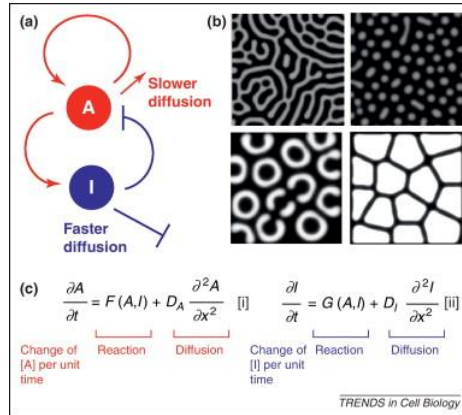 (a)
A
Slower
diffusion
I
Faster
diffusion
(b)
(c)
∂A/∂t = F (A,I) + D_A ∂²A/∂x² [i]
Change of
[A] per unit
time
Reaction
Diffusion
∂I/∂t = G (A,I) + D_I ∂²I/∂x² [ii]
Change of
[I] per unit
time
Reaction
Diffusion
TRENDS in Cell Biology